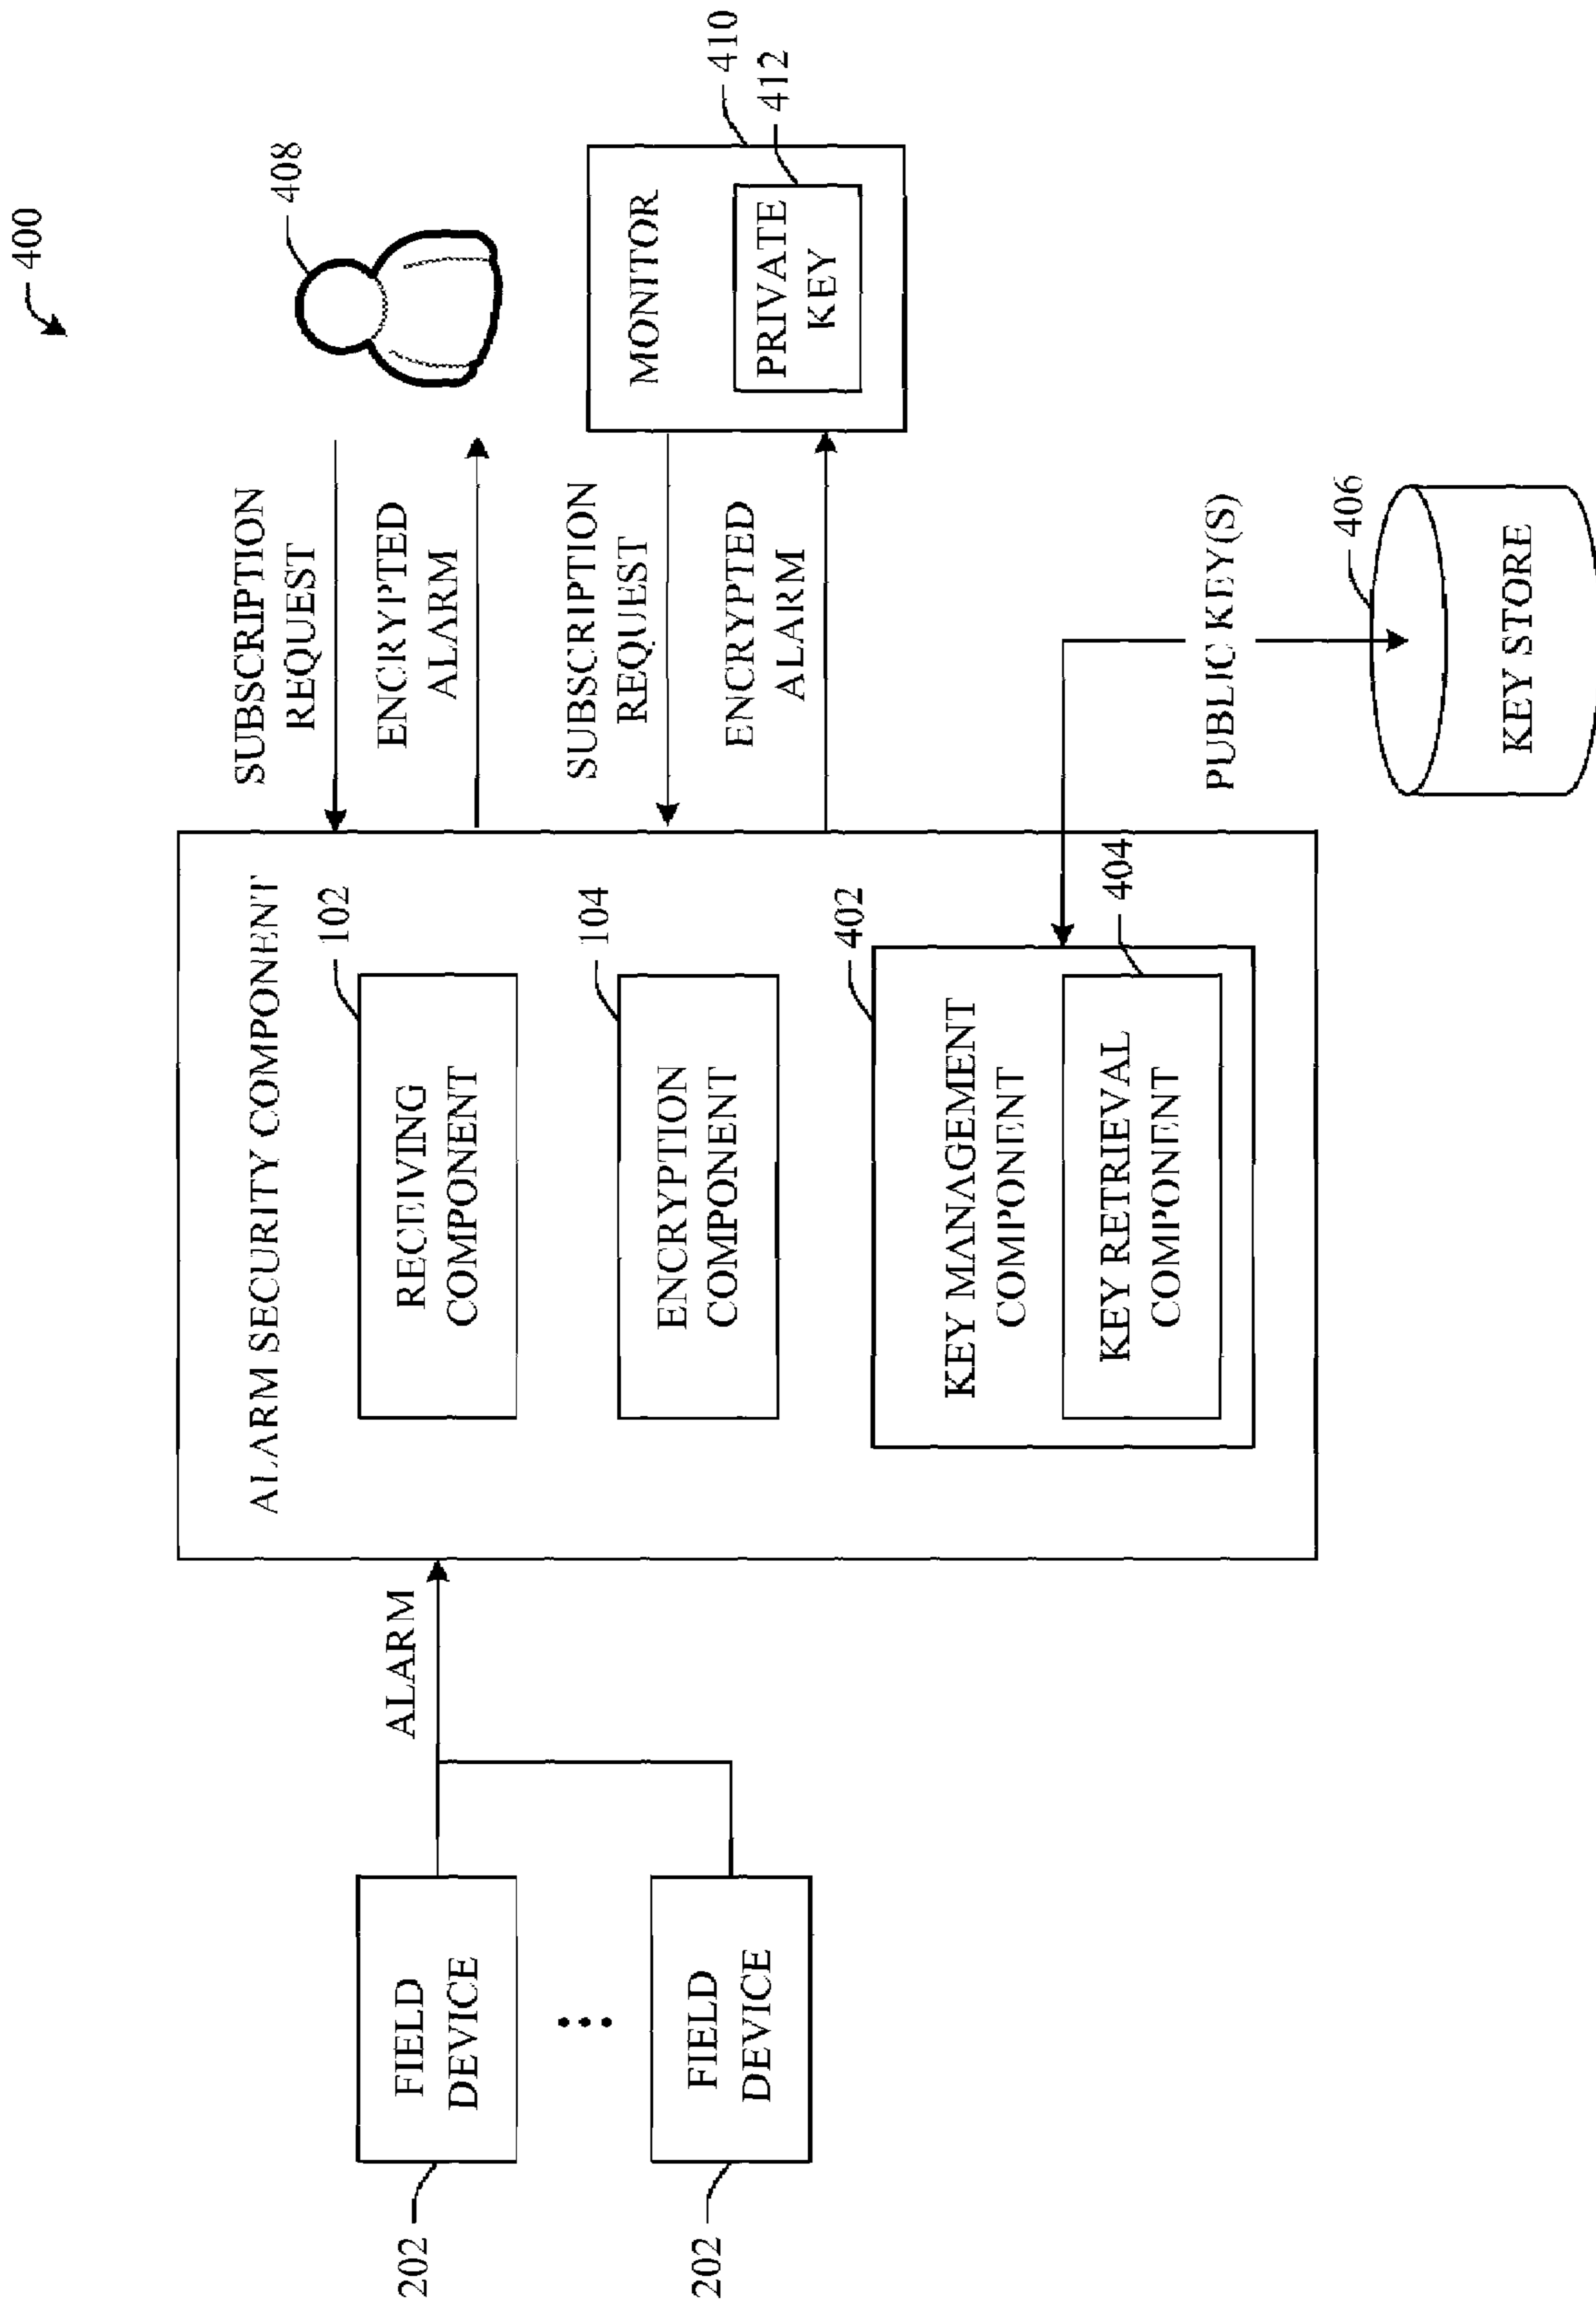 400
ALARM SECURITY COMPONENT
102
RECEIVING
COMPONENT
104
ENCRYPTION
COMPONENT
402
KEY MANAGEMENT
COMPONENT
404
KEY RETRIEVAL
COMPONENT
202
FIELD
DEVICE
202
FIELD
DEVICE
ALARM
SUBSCRIPTION
REQUEST
ENCRYPTED
ALARM
408
SUBSCRIPTION
REQUEST
ENCRYPTED
ALARM
410
412
MONITOR
PRIVATE
KEY
PUBLIC KEY(S)
406
KEY STORE